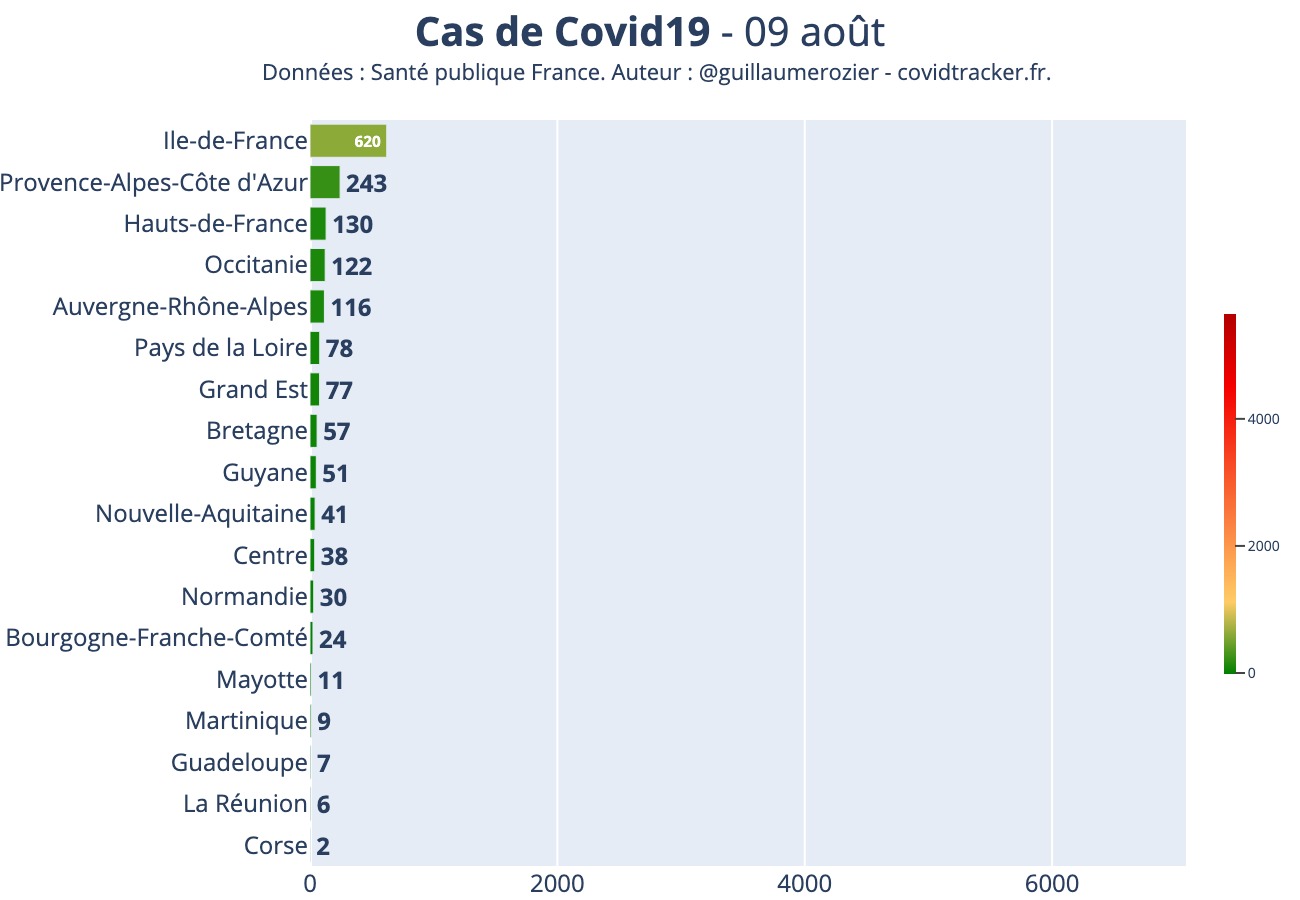 Cas de Covid19 - 09 août
Données : Santé publique France. Auteur : @guillaumerozier - covidtracker.fr.
Ile-de-France 620
Provence-Alpes-Côte d'Azur 243
Hauts-de-France 130
Occitanie 122
Auvergne-Rhône-Alpes 116
Pays de la Loire 78
Grand Est 77
Bretagne 57
Guyane 51
Nouvelle-Aquitaine 41
Centre 38
Normandie 30
Bourgogne-Franche-Comté 24
Mayotte 11
Martinique 9
Guadeloupe 7
La Réunion 6
Corse 2
0 2000 4000 6000
4000
2000
0